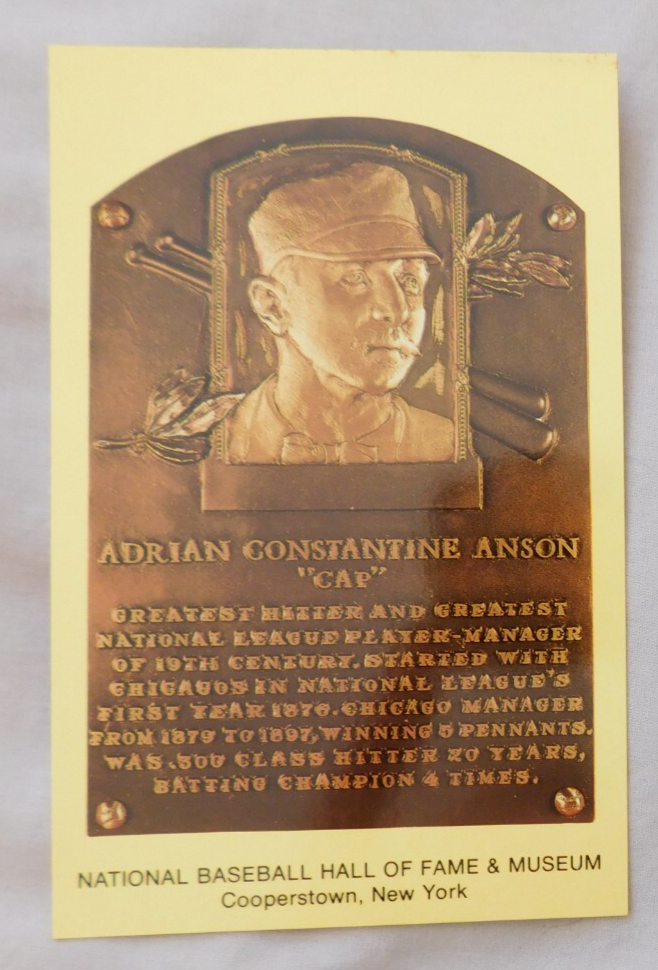 ADRIAN CONSTANTINE ANSON
"CAP"
GREATEST HITTER AND GREATEST
NATIONAL LEAGUE PLAYER-MANAGER
OF 19TH CENTURY. STARTED WITH
CHICAGOS IN NATIONAL LEAGUE'S
FIRST YEAR 1876. CHICAGO MANAGER
FROM 1879 TO 1897, WINNING 5 PENNANTS.
WAS .300 CLASS HITTER 20 YEARS,
BATTING CHAMPION 4 TIMES.
NATIONAL BASEBALL HALL OF FAME & MUSEUM
Cooperstown, New York